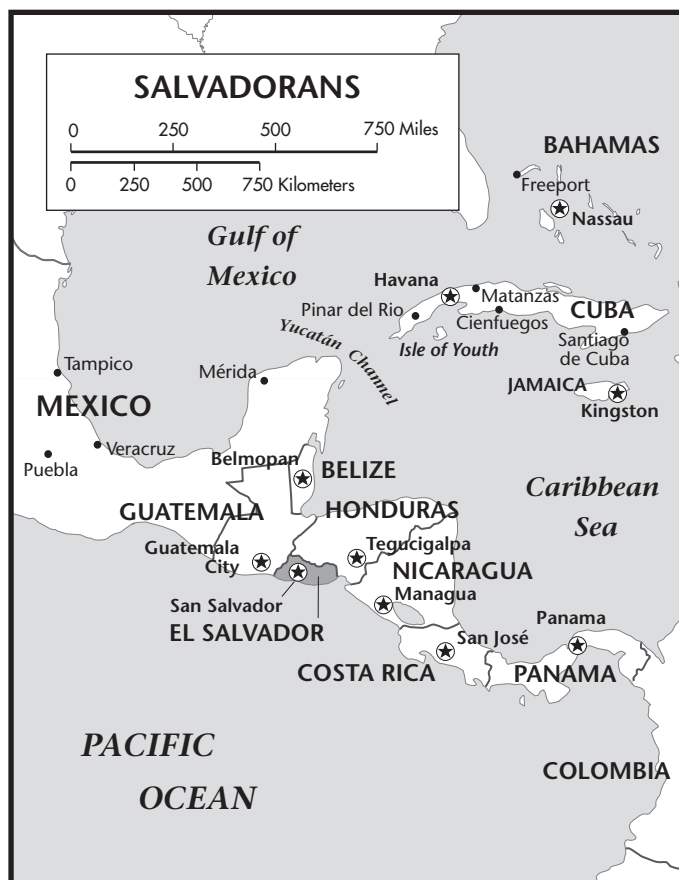 SALVADORANS
0 250 500 750 Miles
0 250 500 750 Kilometers
BAHAMAS
Freeport
Nassau
Gulf of
Mexico
Havana
Matanzas
Pinar del Rio
CUBA
Cienfuegos
Isle of Youth
Santiago
de Cuba
Yucatán Channel
Tampico
Mérida
JAMAICA
Kingston
MEXICO
Veracruz
Puebla
Belmopan
BELIZE
Caribbean
Sea
GUATEMALA
HONDURAS
Guatemala
City
Tegucigalpa
NICARAGUA
Managua
San Salvador
EL SALVADOR
San José
Panama
COSTA RICA
PANAMA
PACIFIC
OCEAN
COLOMBIA